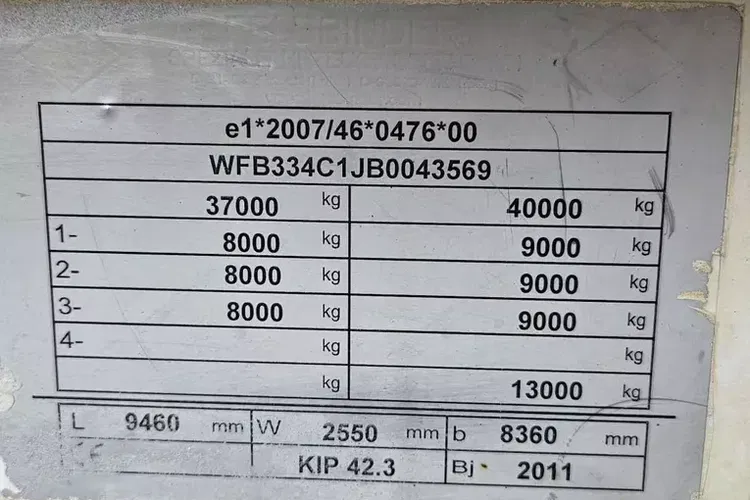 e1*2007/46*0476*00
WFB334C1JB0043569
37000 kg 40000 kg
1- 8000 kg 9000 kg
2- 8000 kg 9000 kg
3- 8000 kg 9000 kg
4- kg kg
kg 13000 kg
L 9460 mm W 2550 mm b 8360 mm
KIP 42.3 Bj 2011